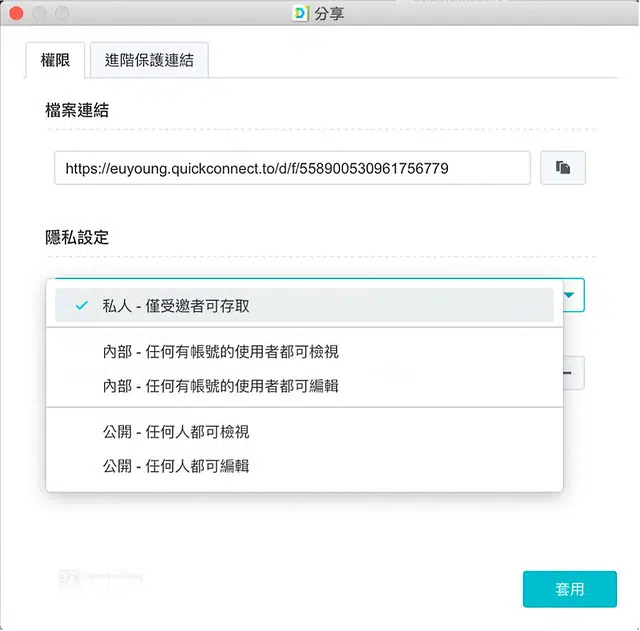 分享
權限
進階保護連結
檔案連結
https://euyoung.quickconnect.to/d/f/558900530961756779
隱私設定
私人 - 僅受邀者可存取
內部 - 任何有帳號的使用者都可檢視
內部 - 任何有帳號的使用者都可編輯
公開 - 任何人都可檢視
公開 - 任何人都可編輯
套用